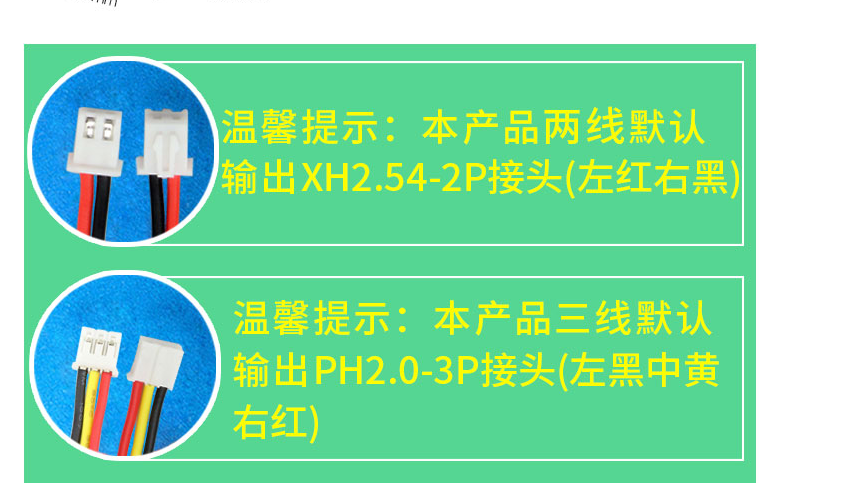 温馨提示：本产品两线默认
输出XH2.54-2P接头(左红右黑)
温馨提示：本产品三线默认
输出PH2.0-3P接头(左黑中黄
右红)